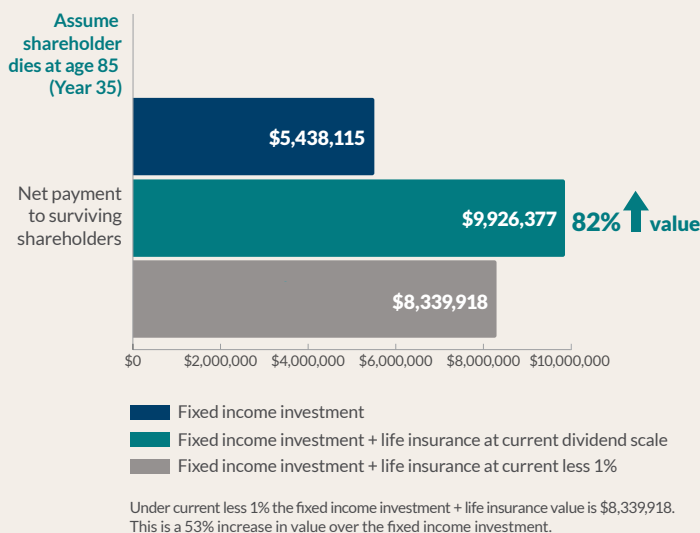 Assume
shareholder
dies at age 85
(Year 35)
$5,438,115
Net payment
to surviving
shareholders
$9,926,377
82% value
$8,339,918
$0 $2,000,000 $4,000,000 $6,000,000 $8,000,000 $10,000,000
Fixed income investment
Fixed income investment + life insurance at current dividend scale
Fixed income investment + life insurance at current less 1%
Under current less 1% the fixed income investment + life insurance value is $8,339,918.
This is a 53% increase in value over the fixed income investment.